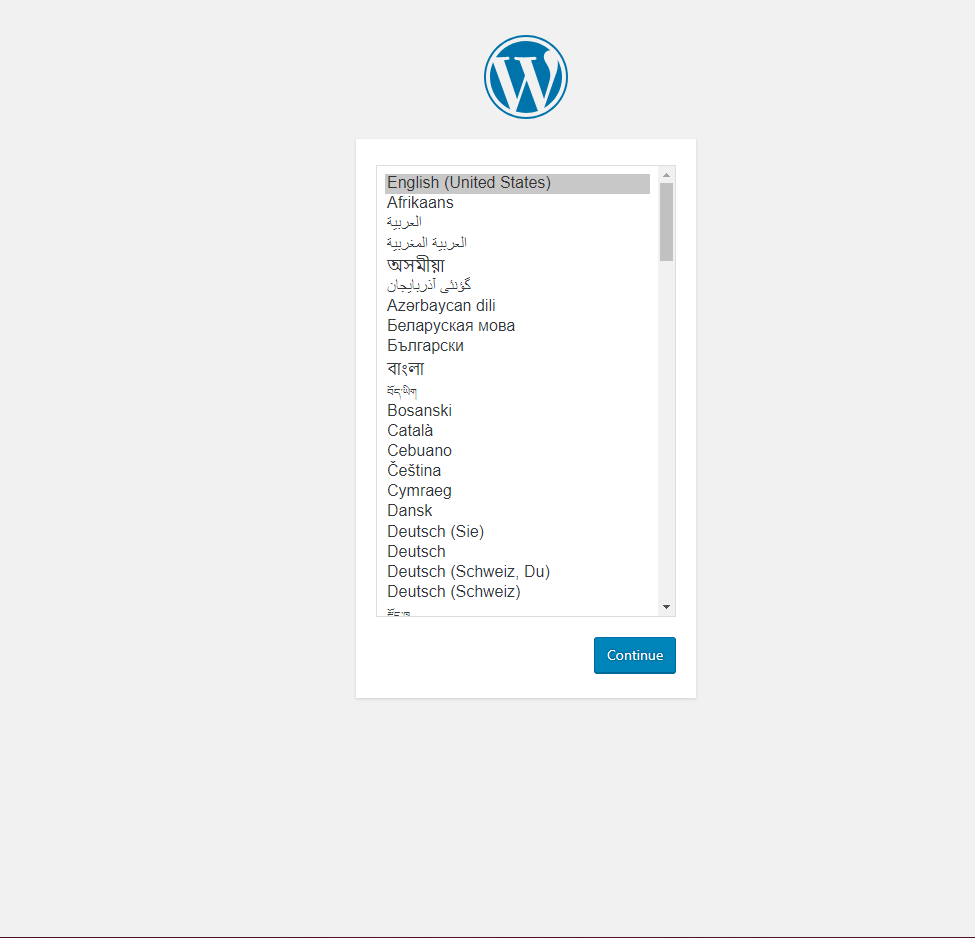 English (United States)
Afrikaans
العربية
العربية المغربية
অসমীয়া
گؤنئی آذربایجان
Azərbaycan dili
Беларуская мова
Български
বাংলা
བོད་ཡིག
Bosanski
Català
Cebuano
Čeština
Cymraeg
Dansk
Deutsch (Sie)
Deutsch
Deutsch (Schweiz, Du)
Deutsch (Schweiz)
Continue